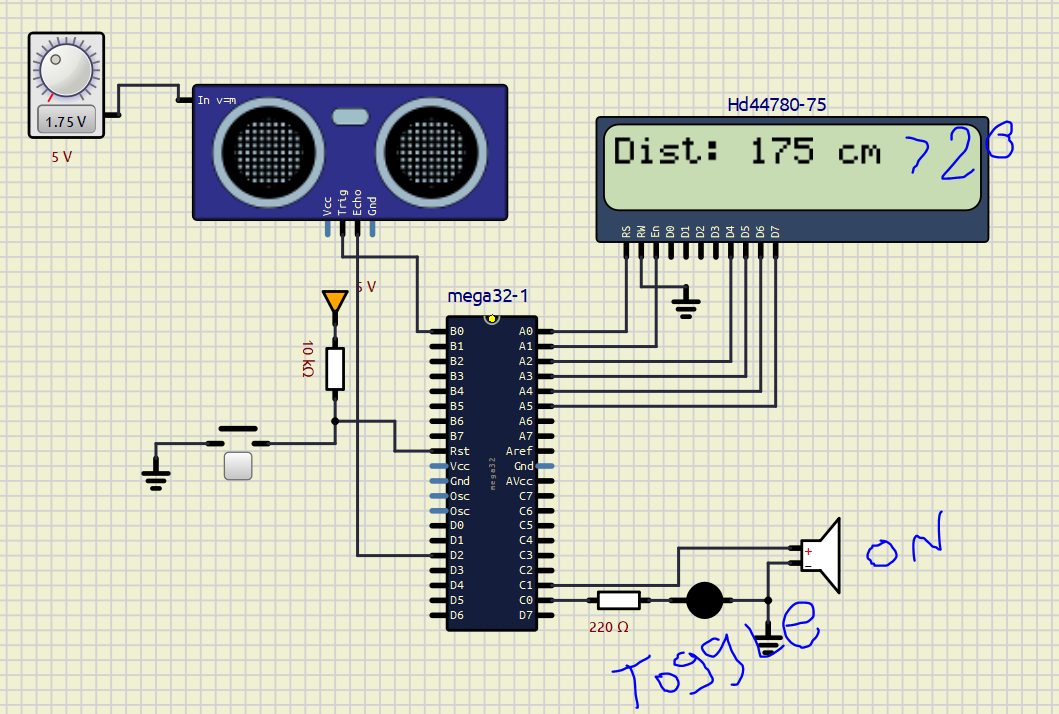 Hd44780-75
In v=m
1.75 V
5 V
Dist: 175 cm
Vcc Trig Echo Gnd
RS RW En D0 D1 D2 D3 D4 D5 D6 D7
5 V
mega32-1
10 kΩ
B0 A0
B1 A1
B2 A2
B3 A3
B4 A4
B5 A5
B6 A6
B7 A7
Rst Aref
Vcc Gnd
Gnd AVcc
Osc C7
Osc C6
D0 C5
D1 C4
D2 C3
D3 C2
D4 C1
D5 C0
D6 D7
mega32
+
−
ON
220 Ω
Toggle